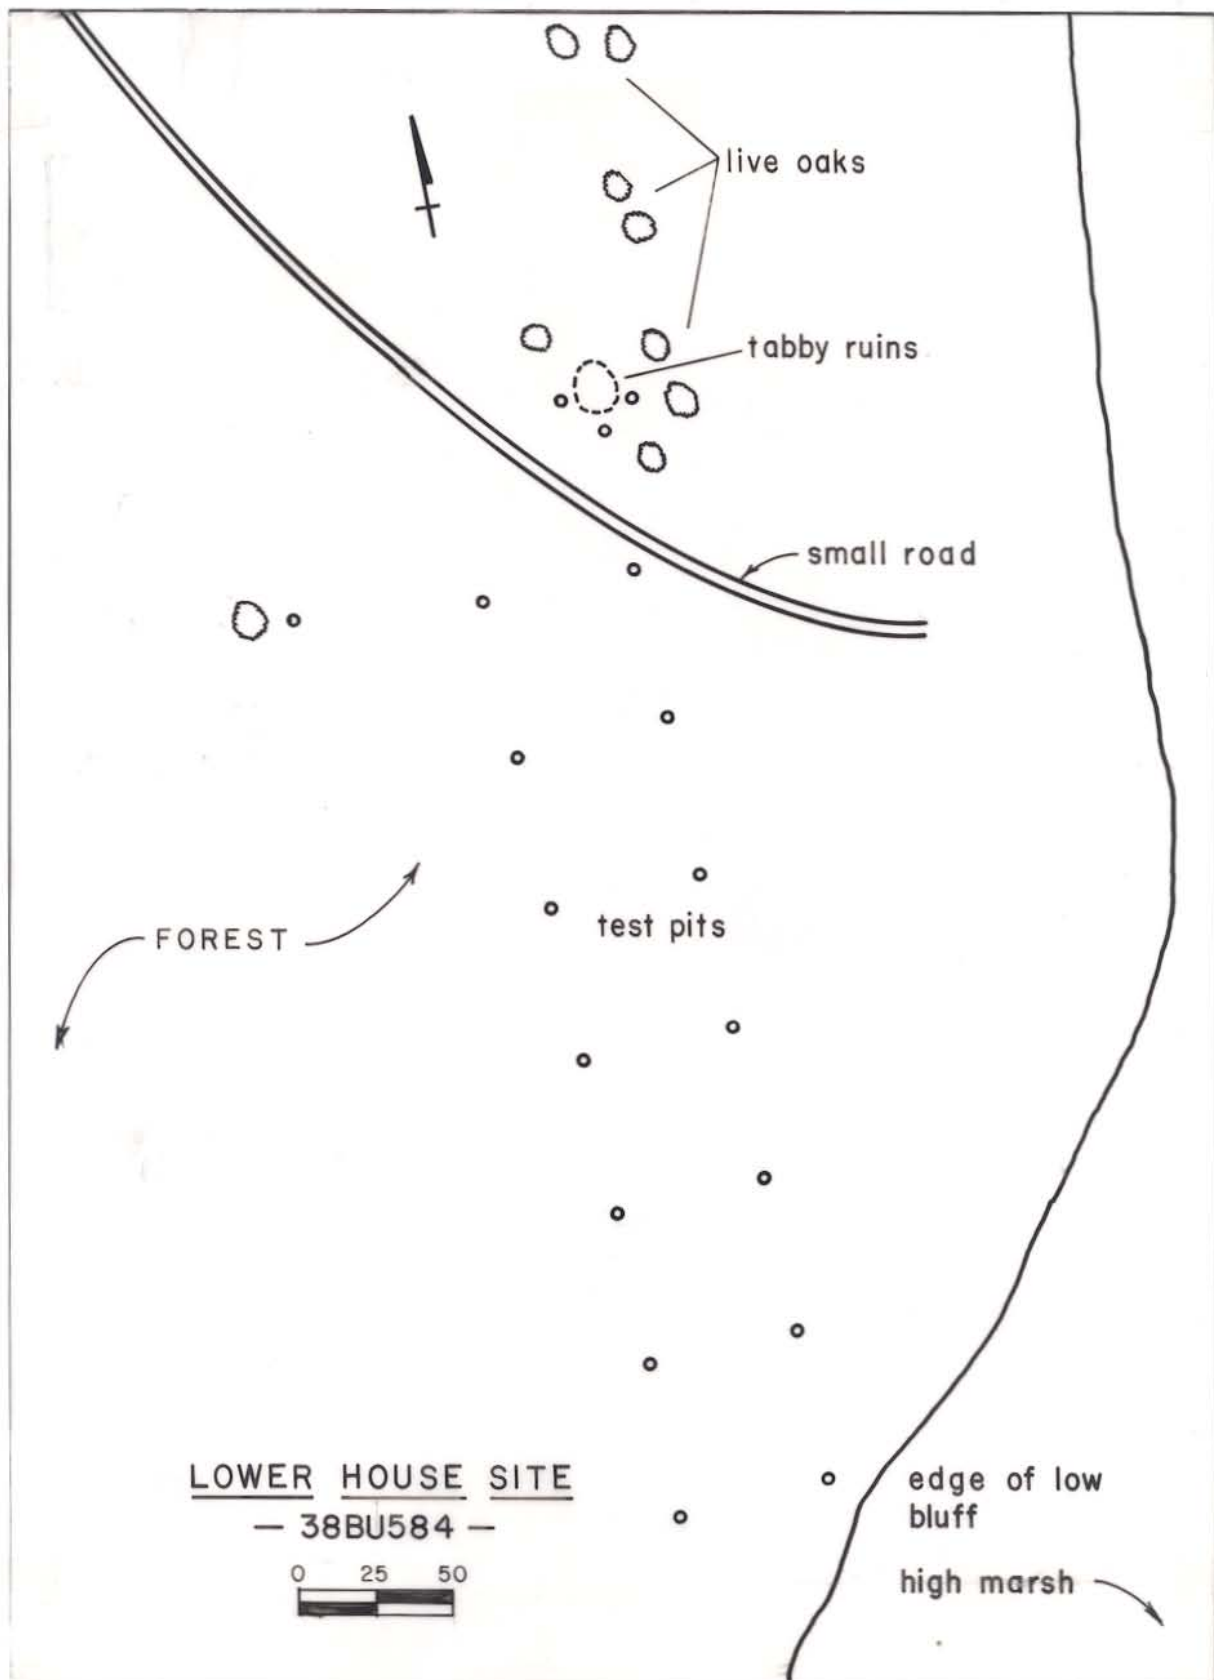 live oaks
tabby ruins
small road
FOREST
test pits
LOWER HOUSE SITE
— 38BU584 —
0 25 50
edge of low
bluff
high marsh